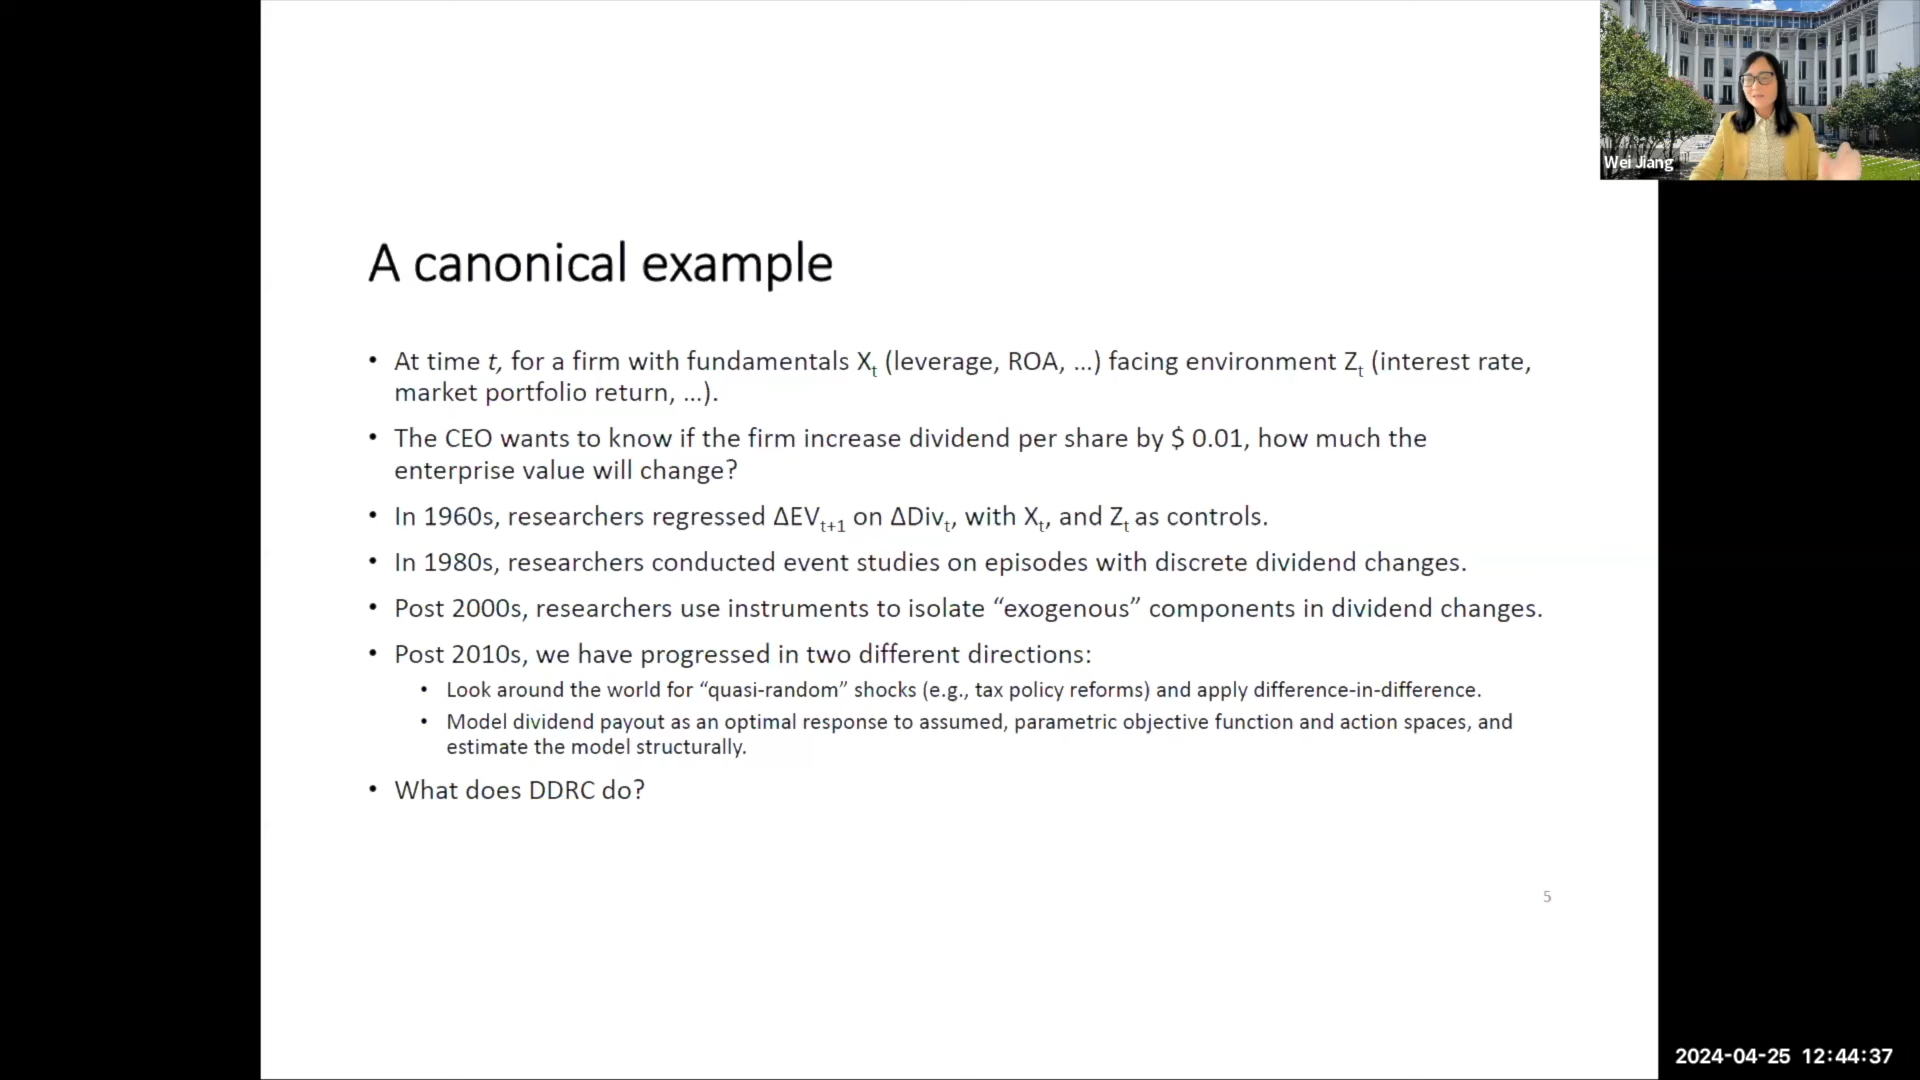 Wei Jiang
A canonical example
• At time t, for a firm with fundamentals Xt (leverage, ROA, …) facing environment Zt (interest rate,
market portfolio return, …).
• The CEO wants to know if the firm increase dividend per share by $ 0.01, how much the
enterprise value will change?
• In 1960s, researchers regressed ΔEVt+1 on ΔDivt, with Xt, and Zt as controls.
• In 1980s, researchers conducted event studies on episodes with discrete dividend changes.
• Post 2000s, researchers use instruments to isolate “exogenous” components in dividend changes.
• Post 2010s, we have progressed in two different directions:
• Look around the world for “quasi-random” shocks (e.g., tax policy reforms) and apply difference-in-difference.
• Model dividend payout as an optimal response to assumed, parametric objective function and action spaces, and
estimate the model structurally.
• What does DDRC do?
5
2024-04-25 12:44:37